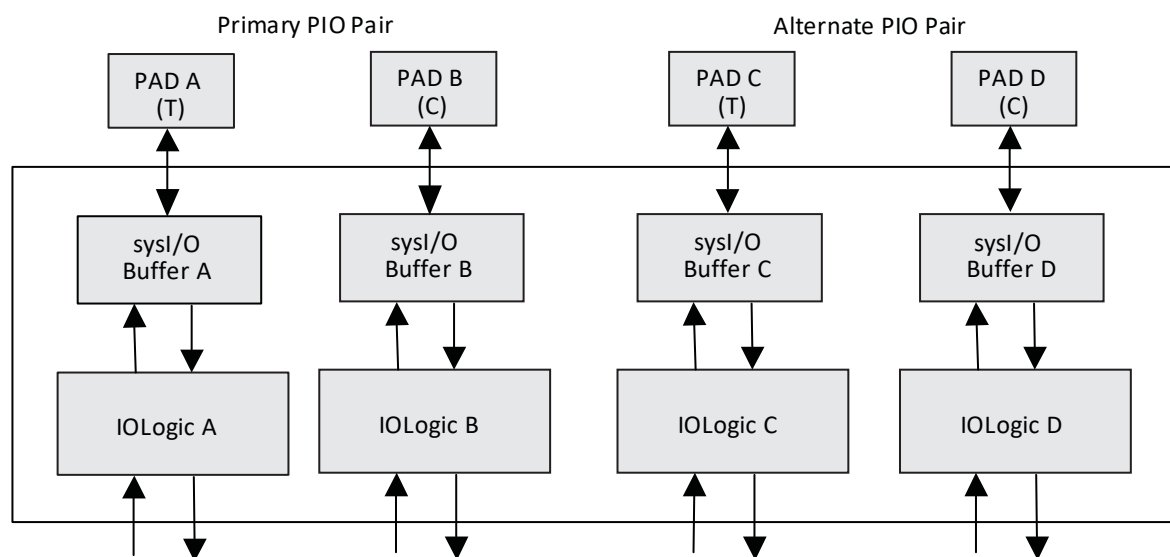 Primary PIO Pair
Alternate PIO Pair
PAD A
(T)
PAD B
(C)
PAD C
(T)
PAD D
(C)
sysI/O
Buffer A
sysI/O
Buffer B
sysI/O
Buffer C
sysI/O
Buffer D
IOLogic A
IOLogic B
IOLogic C
IOLogic D